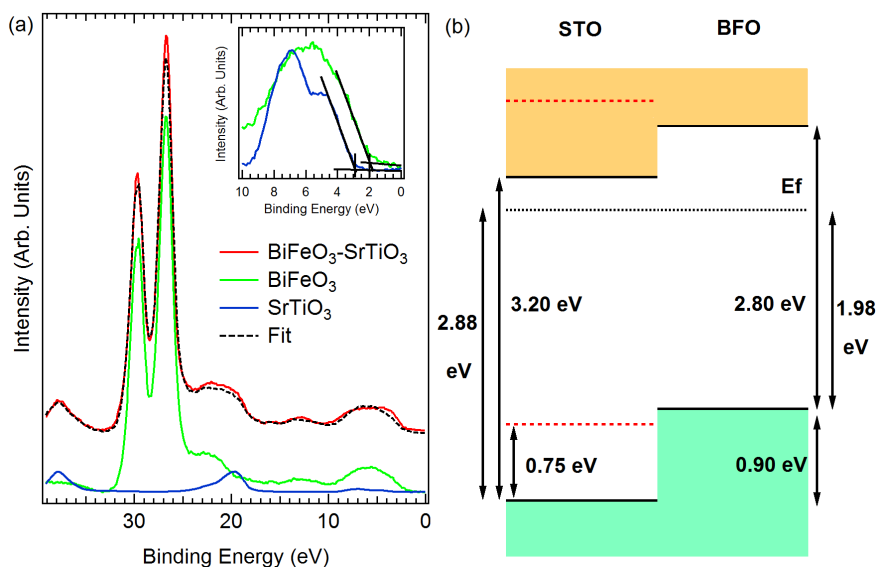 (a)
Intensity (Arb. Units)
Binding Energy (eV)
30
20
10
0
Intensity (Arb. Units)
10
8
6
4
2
0
Binding Energy (eV)
BiFeO₃-SrTiO₃
BiFeO₃
SrTiO₃
Fit
(b)
STO
BFO
Ef
2.88
eV
3.20 eV
2.80 eV
1.98
eV
0.75 eV
0.90 eV